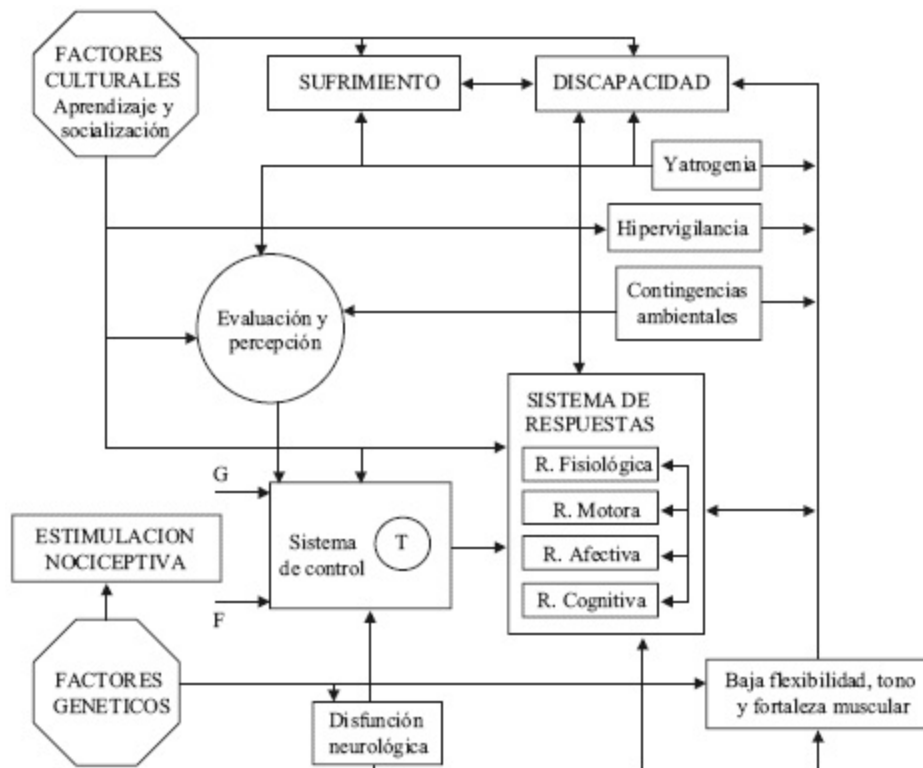 FACTORES
CULTURALES
Aprendizaje y
socialización
SUFRIMIENTO
DISCAPACIDAD
Yatrogenia
Hipervigilancia
Contingencias
ambientales
Evaluación y
percepción
SISTEMA DE
RESPUESTAS
R. Fisiológica
R. Motora
R. Afectiva
R. Cognitiva
G
Sistema
de control
T
F
ESTIMULACION
NOCICEPTIVA
FACTORES
GENETICOS
Disfunción
neurológica
Baja flexibilidad, tono
y fortaleza muscular